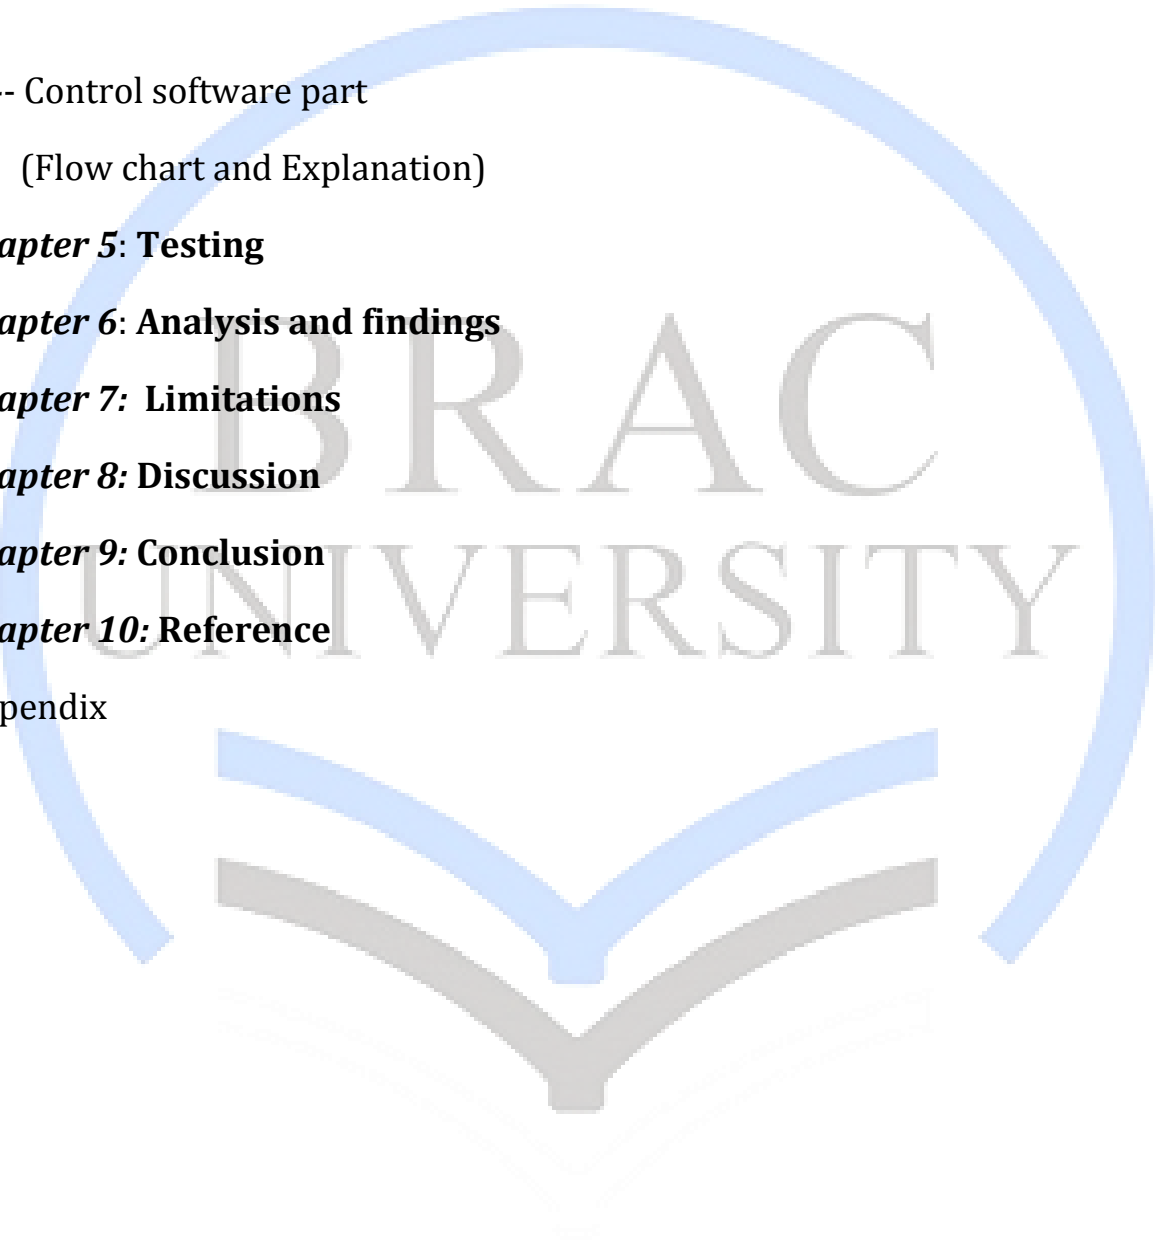 -- Control software part
(Flow chart and Explanation)
apter 5: Testing
apter 6: Analysis and findings
apter 7: Limitations
apter 8: Discussion
apter 9: Conclusion
apter 10: Reference
pendix
BRAC
UNIVERSITY